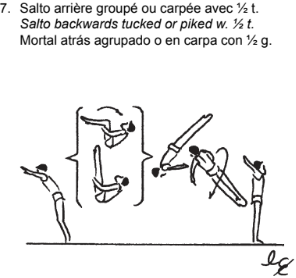 7. Salto arrière groupé ou carpée avec ½ t.
Salto backwards tucked or piked w. ½ t.
Mortal atrás agrupado o en carpa con ½ g.